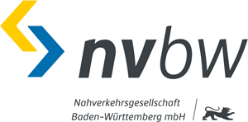 nvbw
Nahverkehrsgesellschaft
Baden-Württemberg mbH